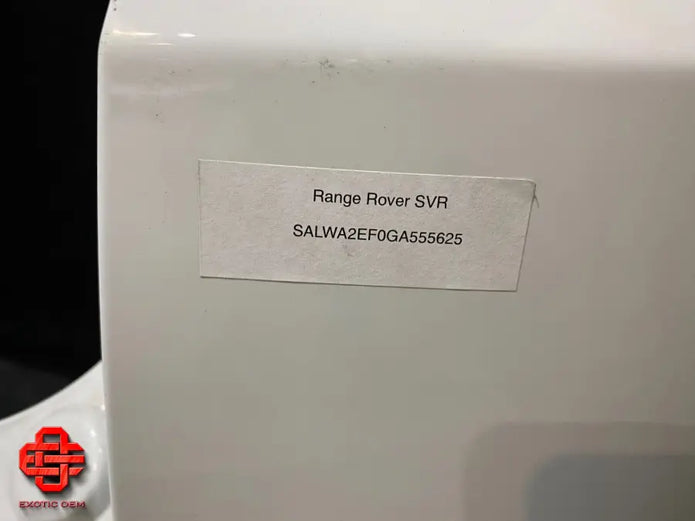 Range Rover SVR
SALWA2EF0GA555625
EXOTIC OEM